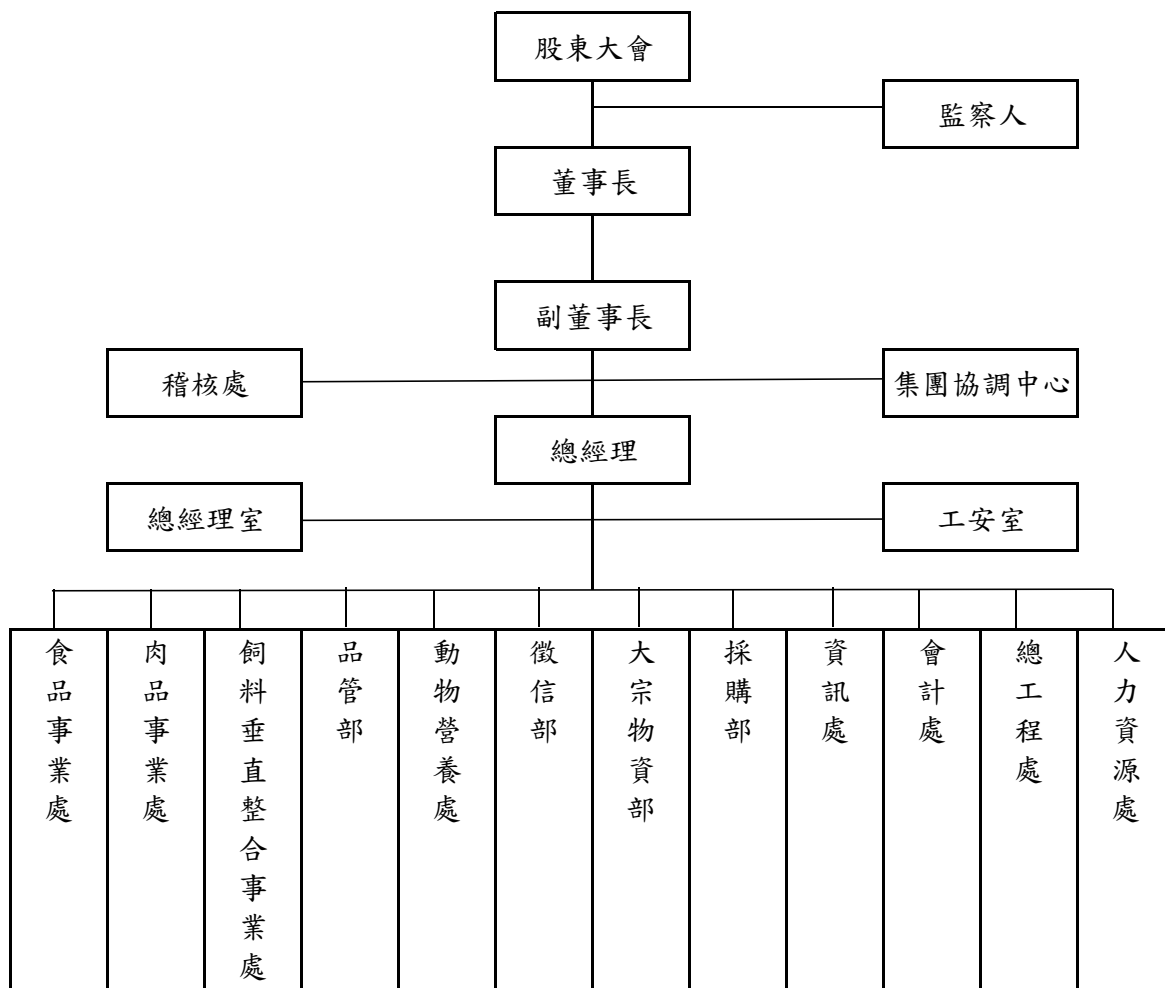 股東大會
監察人
董事長
副董事長
稽核處
集團協調中心
總經理
總經理室
工安室
食品事業處
肉品事業處
飼料垂直整合事業處
品管部
動物營養處
徵信部
大宗物資部
採購部
資訊處
會計處
總工程處
人力資源處